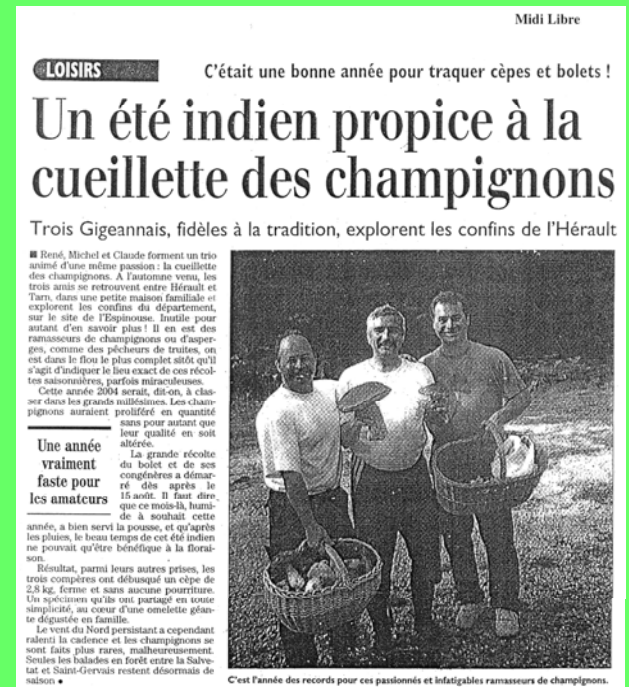 Midi Libre
LOISIRS
C'était une bonne année pour traquer cèpes et bolets !
Un été indien propice à la
cueillette des champignons
Trois Gigeannais, fidèles à la tradition, explorent les confins de l'Hérault
■ René, Michel et Claude forment un trio
animé d'une même passion : la cueillette
des champignons. A l'automne venu, les
trois amis se retrouvent entre Hérault et
Tarn, dans une petite maison familiale et
explorent les confins du département,
sur le site de l'Espinouse. Inutile pour
autant d'en savoir plus ! Il en est des
ramasseurs de champignons ou d'asper-
ges, comme des pêcheurs de truites, on
est dans le flou le plus complet sitôt qu'il
s'agit d'indiquer le lieu exact de ces récol-
tes saisonnières, parfois miraculeuses.
Cette année 2004 serait, dit-on, à clas-
ser dans les grands millésimes. Les cham-
pignons auraient proliféré en quantité
sans pour autant que
leur qualité en soit
altérée.
La grande récolte
du bolet et de ses
congénères a démar-
ré dès après le
15 août. Il faut dire
que ce mois-là, humi-
de à souhait cette
année, a bien servi la pousse, et qu'après
les pluies, le beau temps de cet été indien
ne pouvait qu'être bénéfique à la florai-
son.
Résultat, parmi leurs autres prises, les
trois compères ont débusqué un cèpe de
2,8 kg, ferme et sans aucune pourriture.
Un spécimen qu'ils ont partagé en toute
simplicité, au cœur d'une omelette géan-
te dégustée en famille.
Le vent du Nord persistant a cependant
ralenti la cadence et les champignons se
sont faits plus rares, malheureusement.
Seules les balades en forêt entre la Salve-
tat et Saint-Gervais restent désormais de
saison •
Une année
vraiment
faste pour
les amateurs
C'est l'année des records pour ces passionnés et infatigables ramasseurs de champignons.